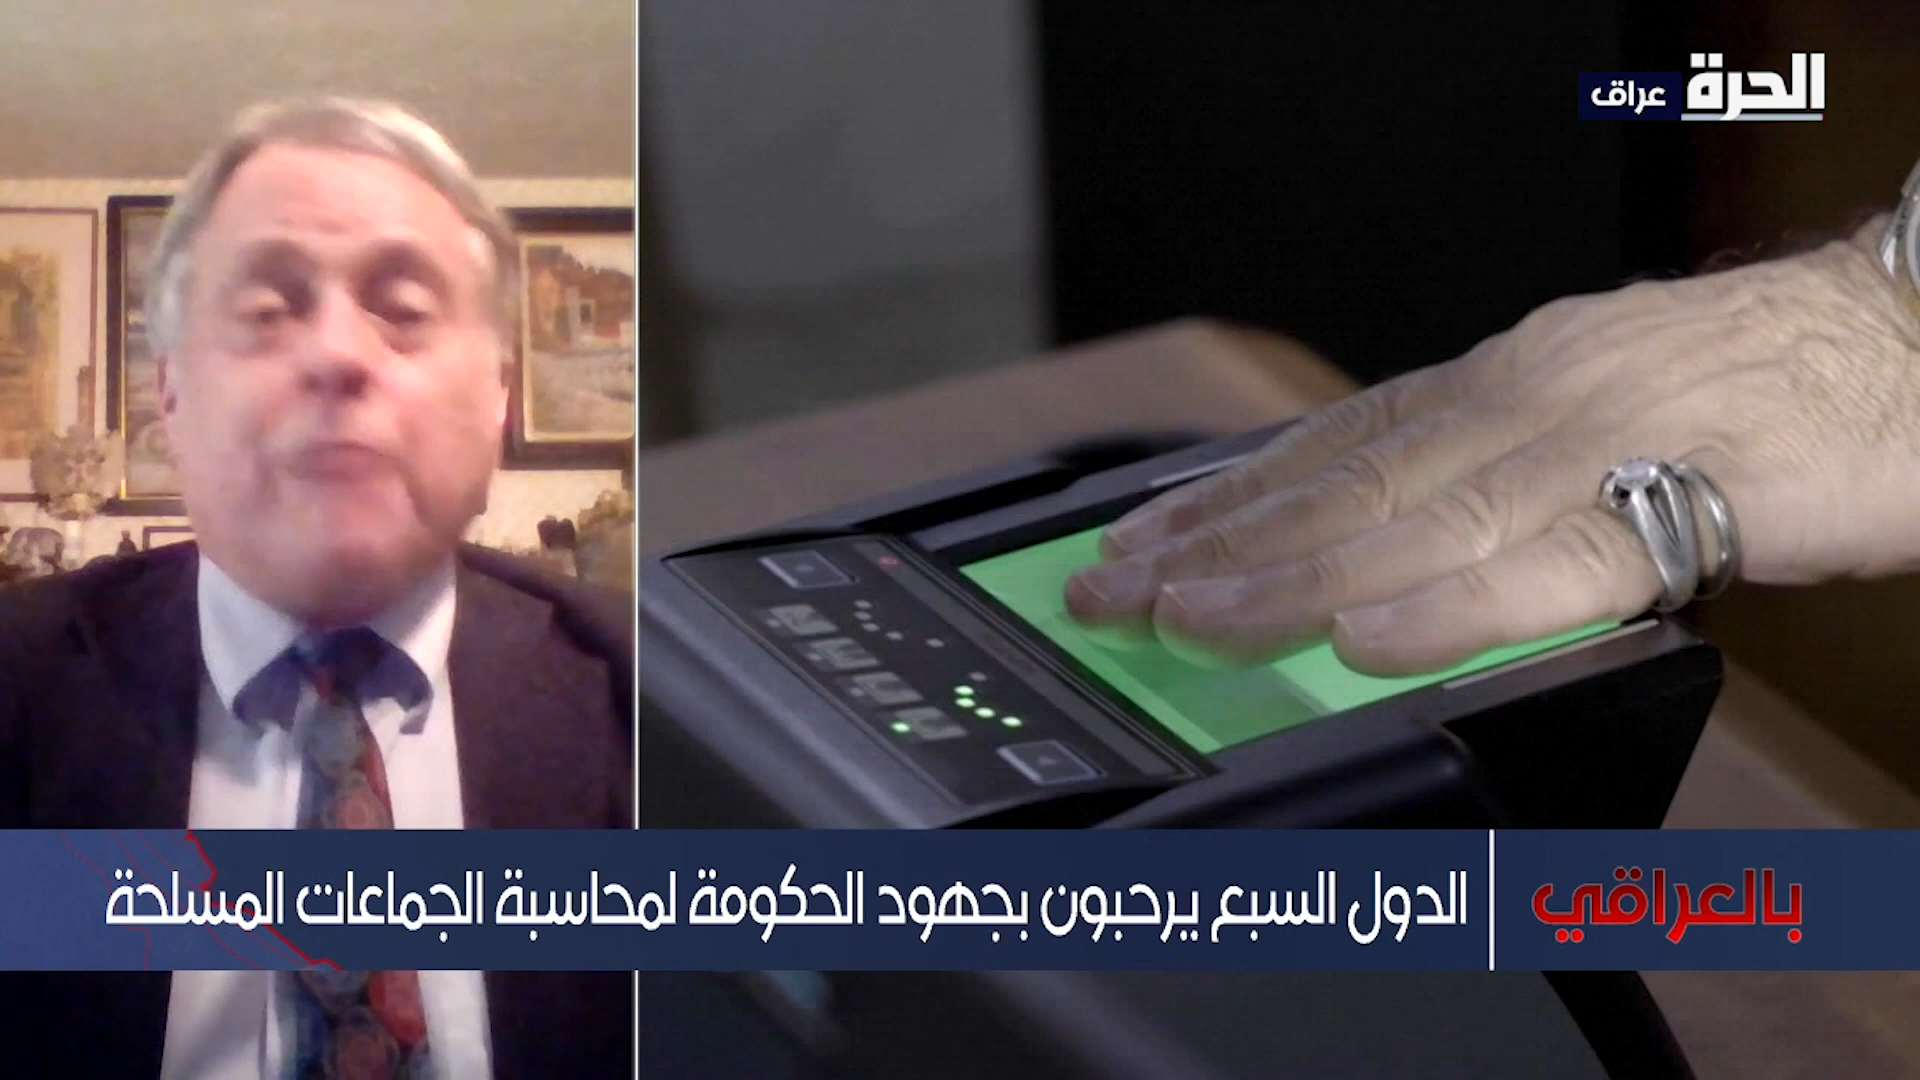 الحرة
عراق
بالعراقي
الدول السبع يرحبون بجهود الحكومة لمحاسبة الجماعات المسلحة